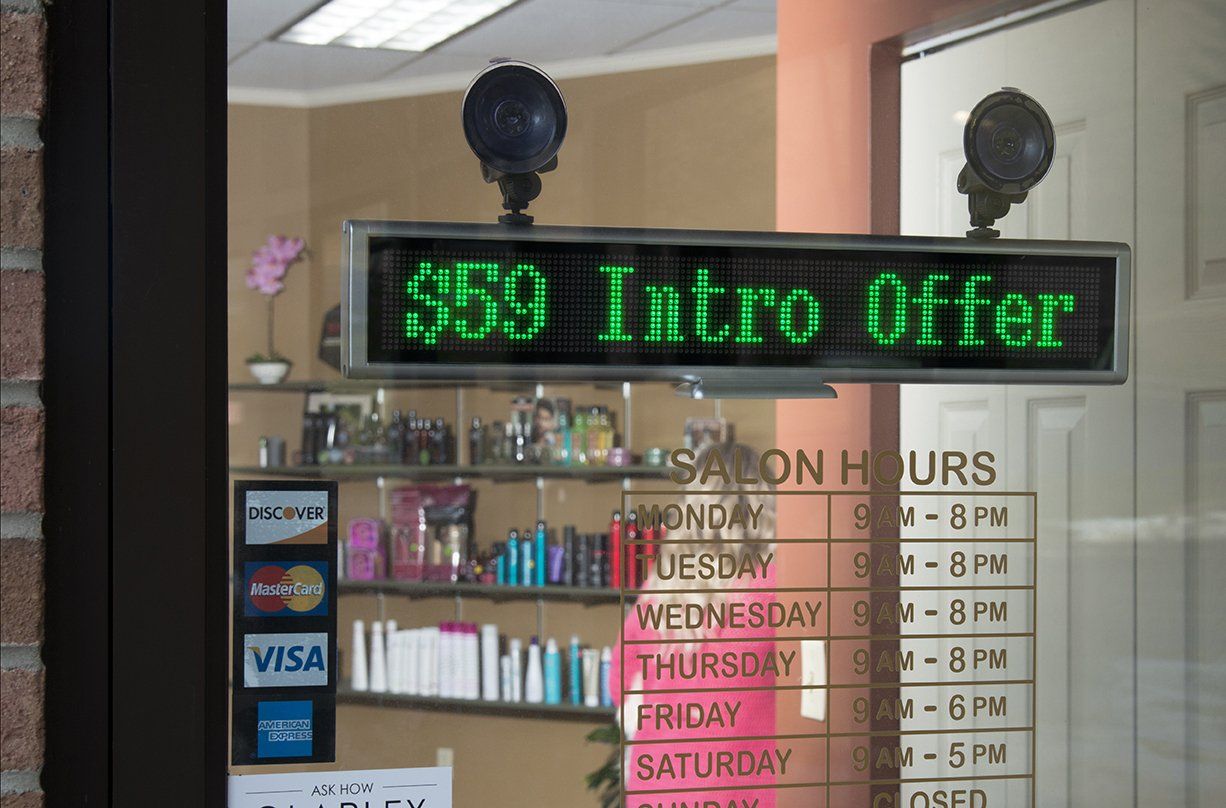 $59 Intro Offer
SALON HOURS
MONDAY 9 AM - 8 PM
TUESDAY 9 AM - 8 PM
WEDNESDAY 9 AM - 8 PM
THURSDAY 9 AM - 8 PM
FRIDAY 9 AM - 6 PM
SATURDAY 9 AM - 5 PM
SUNDAY CLOSED
DISCOVER
MasterCard
VISA
AMERICAN
EXPRESS
ASK HOW